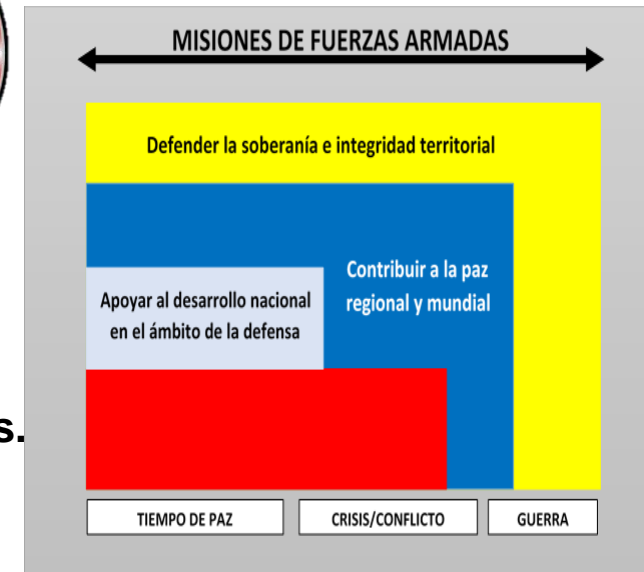 MISIONES DE FUERZAS ARMADAS
Defender la soberanía e integridad territorial
Contribuir a la paz
regional y mundial
Apoyar al desarrollo nacional
en el ámbito de la defensa
s.
TIEMPO DE PAZ
CRISIS/CONFLICTO
GUERRA